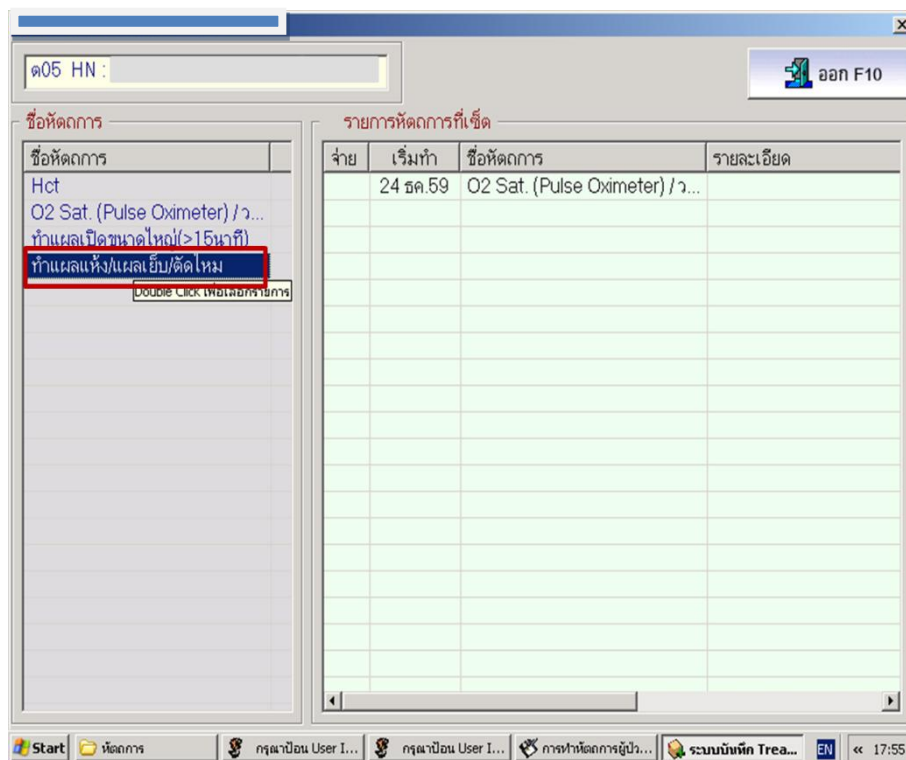 ด05 HN :
ออก F10
ชื่อหัตถการ
รายการหัตถการที่เซ็ต
ชื่อหัตถการ
จ่าย เริ่มทำ ชื่อหัตถการ รายละเอียด
Hct
O2 Sat. (Pulse Oximeter) / ว...
ทำแผลเปิดขนาดใหญ่(>15นาที)
ทำแผลแห้ง/แผลเย็บ/ตัดไหม
Double Click เพื่อเลือกรายการ
24 ธค.59 O2 Sat. (Pulse Oximeter) / ว...
Start หัตถการ กรุณาป้อน User I... กรุณาป้อน User I... การทำหัตถการผู้ป่ว... ระบบบันทึก Trea... EN « 17:55